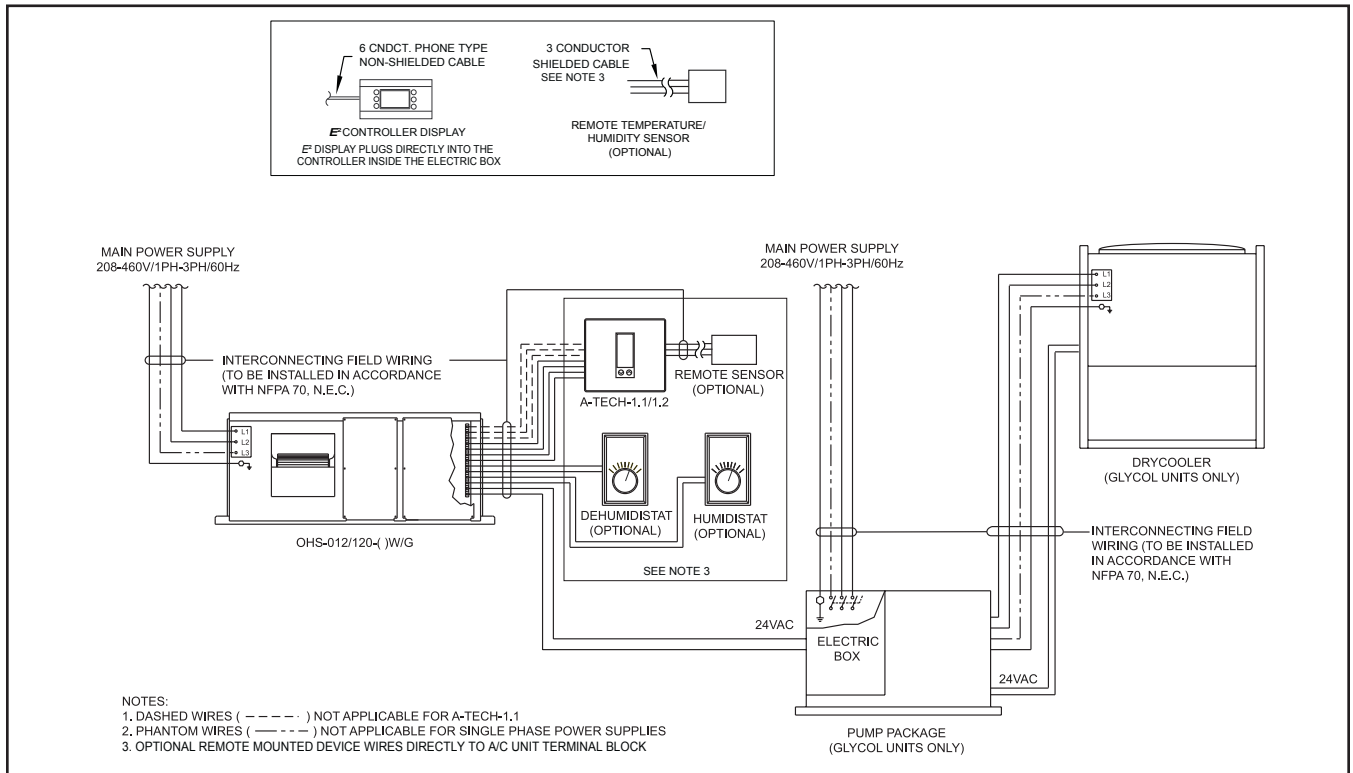 6 CNDCT. PHONE TYPE
NON-SHIELDED CABLE
E² CONTROLLER DISPLAY
E² DISPLAY PLUGS DIRECTLY INTO THE
CONTROLLER INSIDE THE ELECTRIC BOX
3 CONDUCTOR
SHIELDED CABLE
SEE NOTE 3
REMOTE TEMPERATURE/
HUMIDITY SENSOR
(OPTIONAL)
MAIN POWER SUPPLY
208-460V/1PH-3PH/60Hz
INTERCONNECTING FIELD WIRING
(TO BE INSTALLED IN ACCORDANCE
WITH NFPA 70, N.E.C.)
L1
L2
L3
OHS-012/120-( )W/G
A-TECH-1.1/1.2
REMOTE SENSOR
(OPTIONAL)
DEHUMIDISTAT
(OPTIONAL)
HUMIDISTAT
(OPTIONAL)
SEE NOTE 3
MAIN POWER SUPPLY
208-460V/1PH-3PH/60Hz
L1
L2
L3
DRYCOOLER
(GLYCOL UNITS ONLY)
INTERCONNECTING FIELD
WIRING (TO BE INSTALLED
IN ACCORDANCE WITH
NFPA 70, N.E.C.)
24VAC
ELECTRIC
BOX
24VAC
PUMP PACKAGE
(GLYCOL UNITS ONLY)
NOTES:
1. DASHED WIRES ( – – – – · ) NOT APPLICABLE FOR A-TECH-1.1
2. PHANTOM WIRES ( —— - - — ) NOT APPLICABLE FOR SINGLE PHASE POWER SUPPLIES
3. OPTIONAL REMOTE MOUNTED DEVICE WIRES DIRECTLY TO A/C UNIT TERMINAL BLOCK